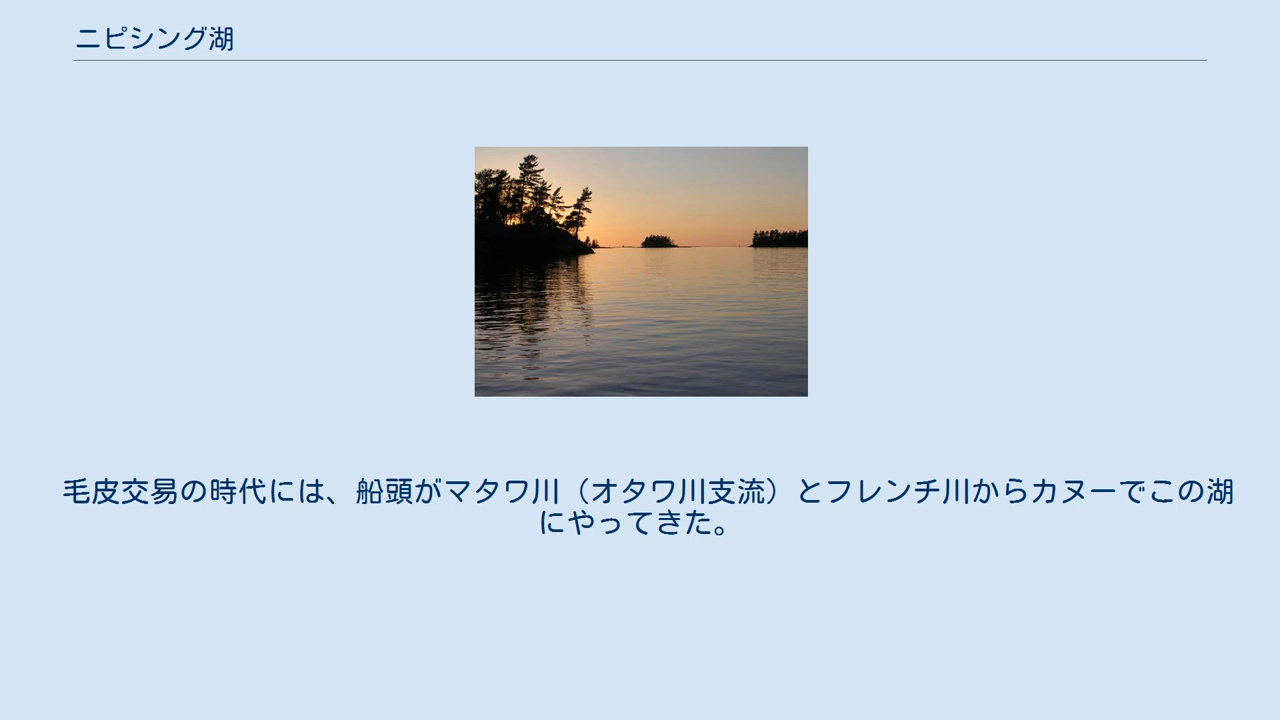 ニピシング湖
毛皮交易の時代には、船頭がマタワ川（オタワ川支流）とフレンチ川からカヌーでこの湖
にやってきた。